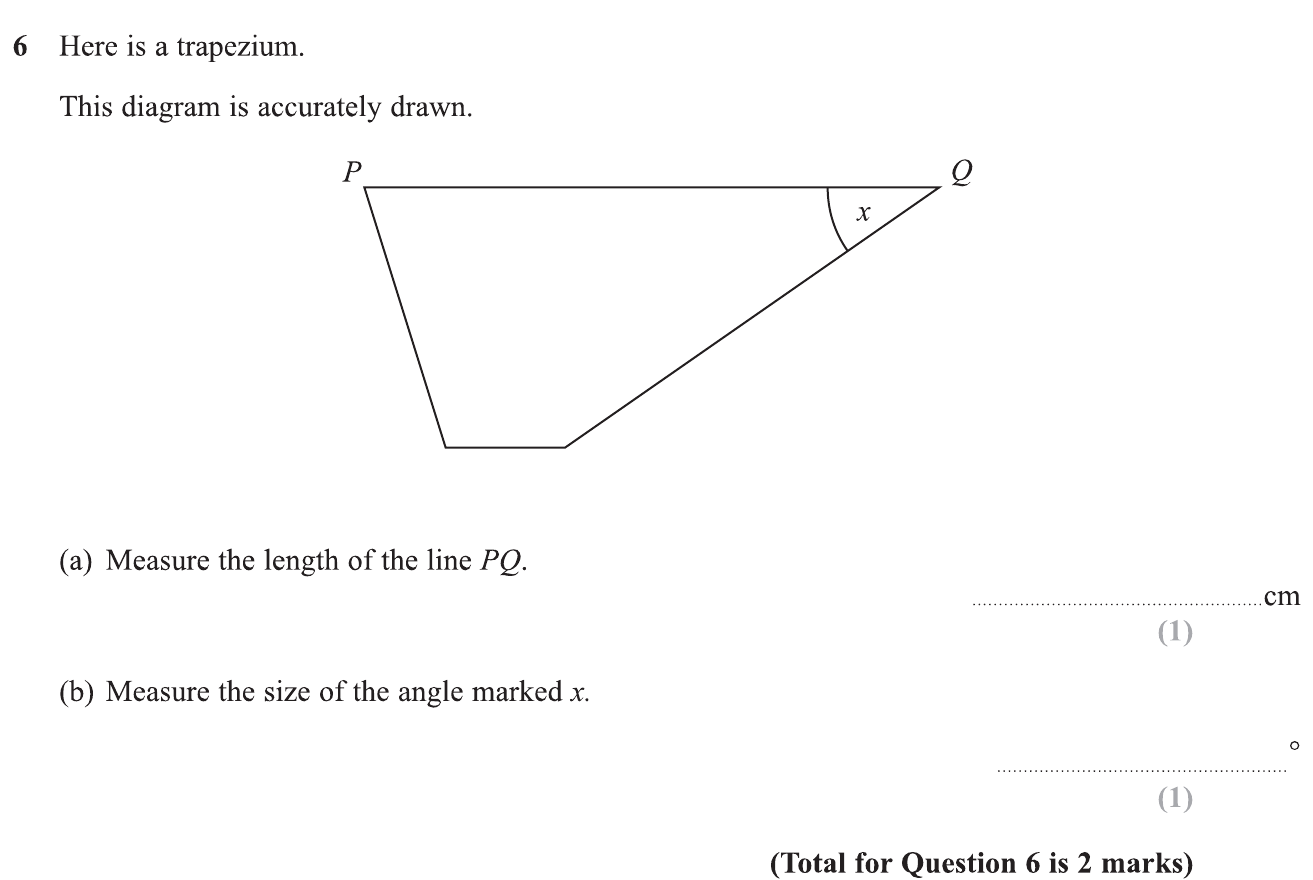 6 Here is a trapezium.
This diagram is accurately drawn.
P
Q
x
(a) Measure the length of the line PQ.
......................................................cm
(1)
(b) Measure the size of the angle marked x.
°
......................................................
(1)
(Total for Question 6 is 2 marks)